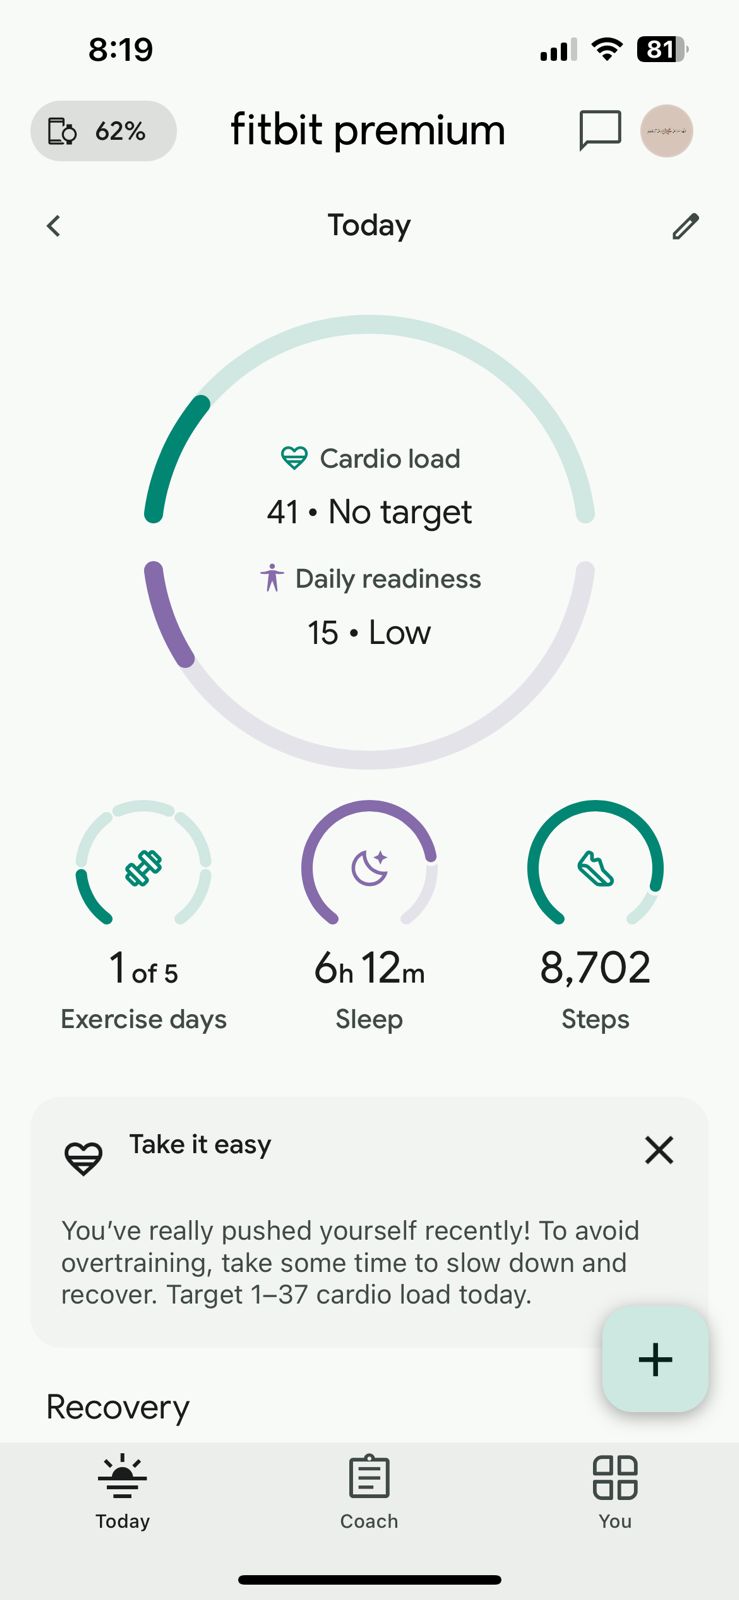 8:19
81
62%
fitbit premium
Today
Cardio load
41 • No target
Daily readiness
15 • Low
1 of 5
Exercise days
6h 12m
Sleep
8,702
Steps
Take it easy
You’ve really pushed yourself recently! To avoid
overtraining, take some time to slow down and
recover. Target 1–37 cardio load today.
Recovery
Today
Coach
You